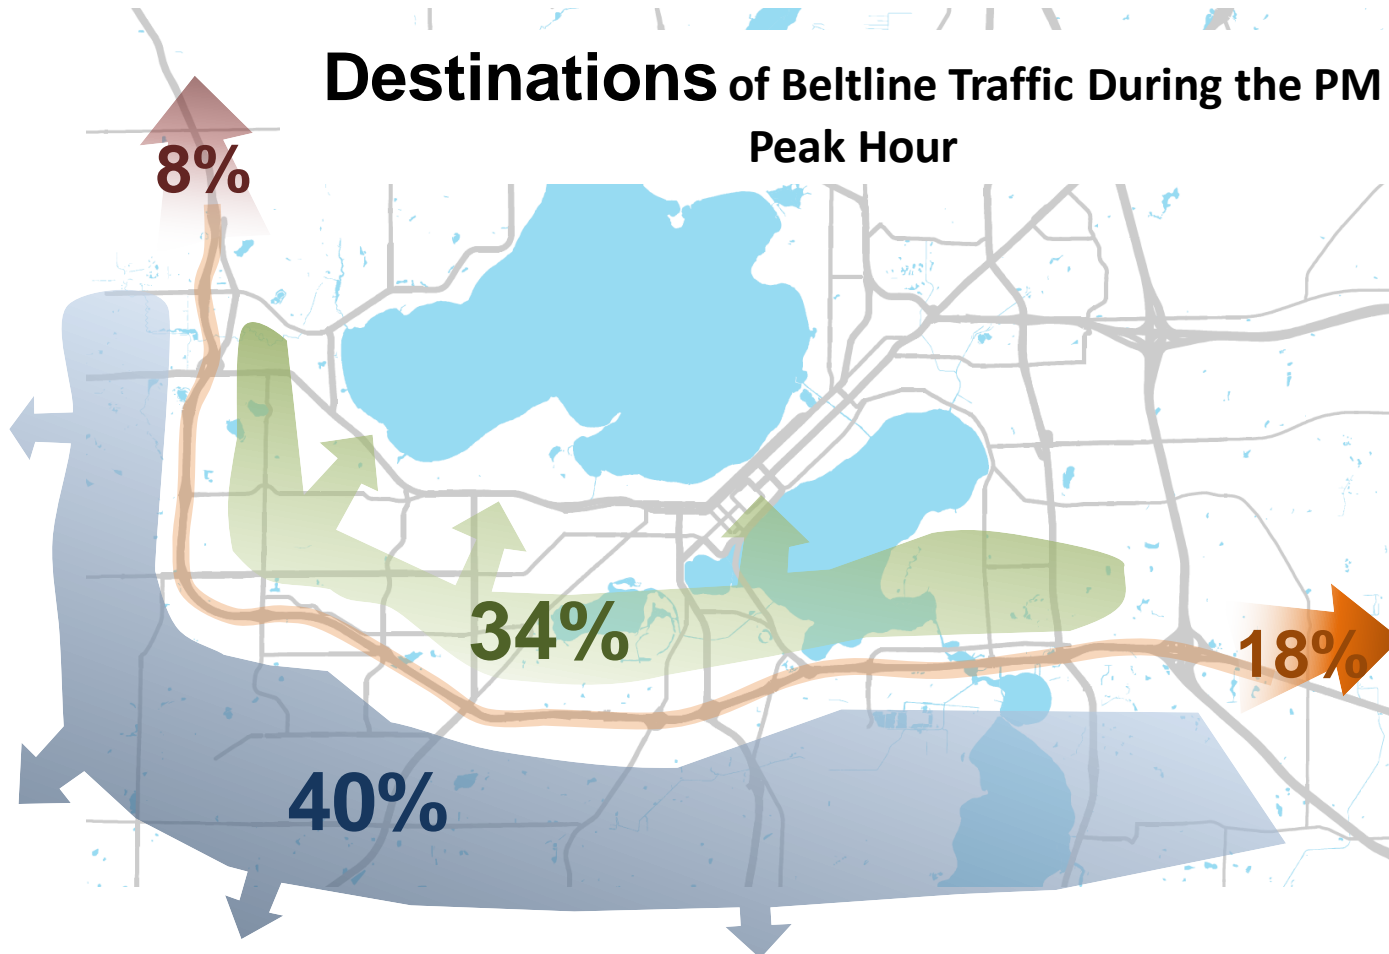 Destinations of Beltline Traffic During the PM
Peak Hour
8%
34%
18%
40%